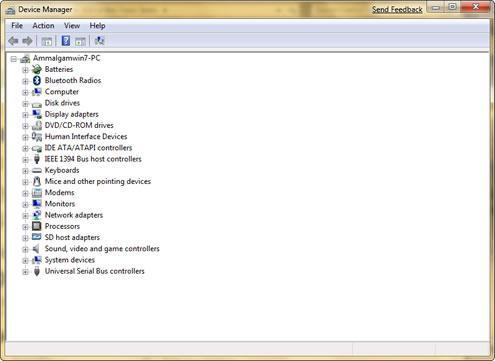 Device Manager
Send Feedback
File Action View Help
Ammalgamwin7-PC
Batteries
Bluetooth Radios
Computer
Disk drives
Display adapters
DVD/CD-ROM drives
Human Interface Devices
IDE ATA/ATAPI controllers
IEEE 1394 Bus host controllers
Keyboards
Mice and other pointing devices
Modems
Monitors
Network adapters
Processors
SD host adapters
Sound, video and game controllers
System devices
Universal Serial Bus controllers